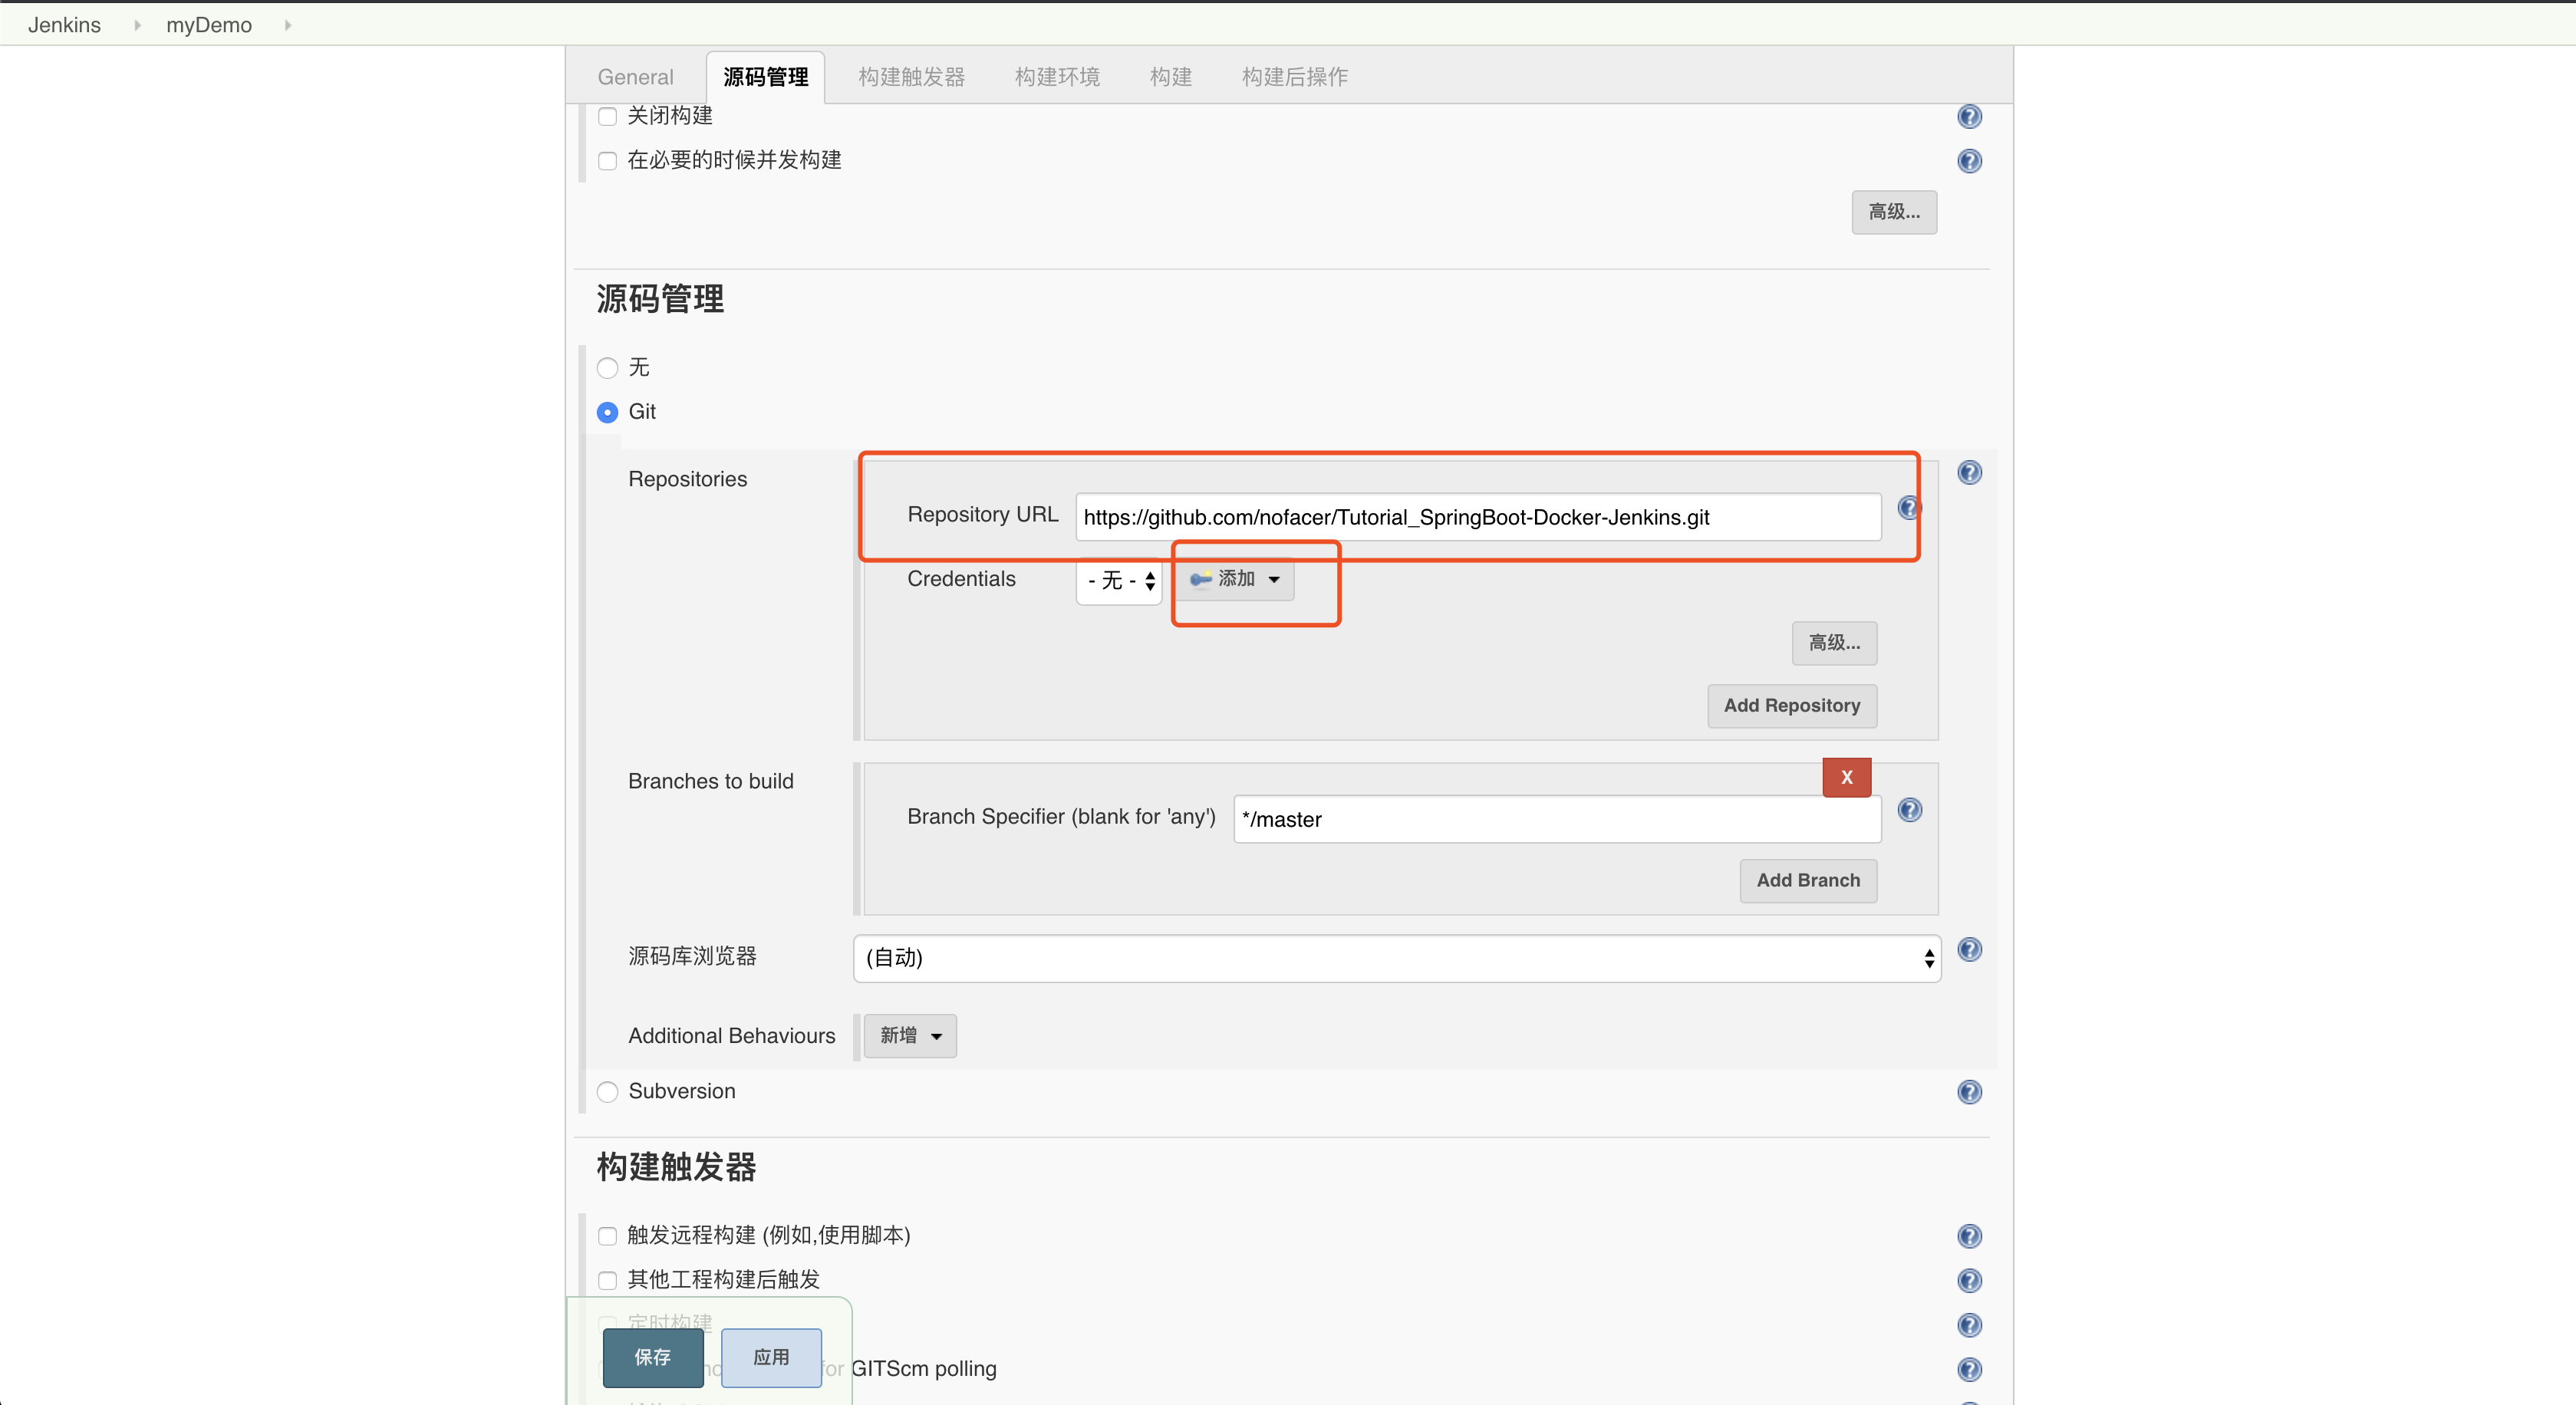 Jenkins myDemo
General 源码管理 构建触发器 构建环境 构建 构建后操作
关闭构建
在必要的时候并发构建
高级...
源码管理
无
Git
Repositories
Repository URL https://github.com/nofacer/Tutorial_SpringBoot-Docker-Jenkins.git
Credentials - 无 - 添加
高级...
Add Repository
Branches to build
X
Branch Specifier (blank for 'any') */master
Add Branch
源码库浏览器 (自动)
Additional Behaviours 新增
Subversion
构建触发器
触发远程构建 (例如,使用脚本)
其他工程构建后触发
定时构建
保存 应用 for GITScm polling